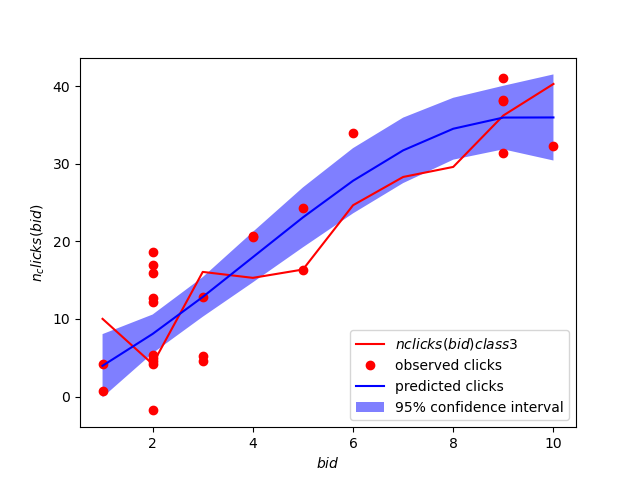 40
30
20
10
0
n_clicks(bid)
nclicks(bid)class3
observed clicks
predicted clicks
95% confidence interval
2
4
6
8
10
bid